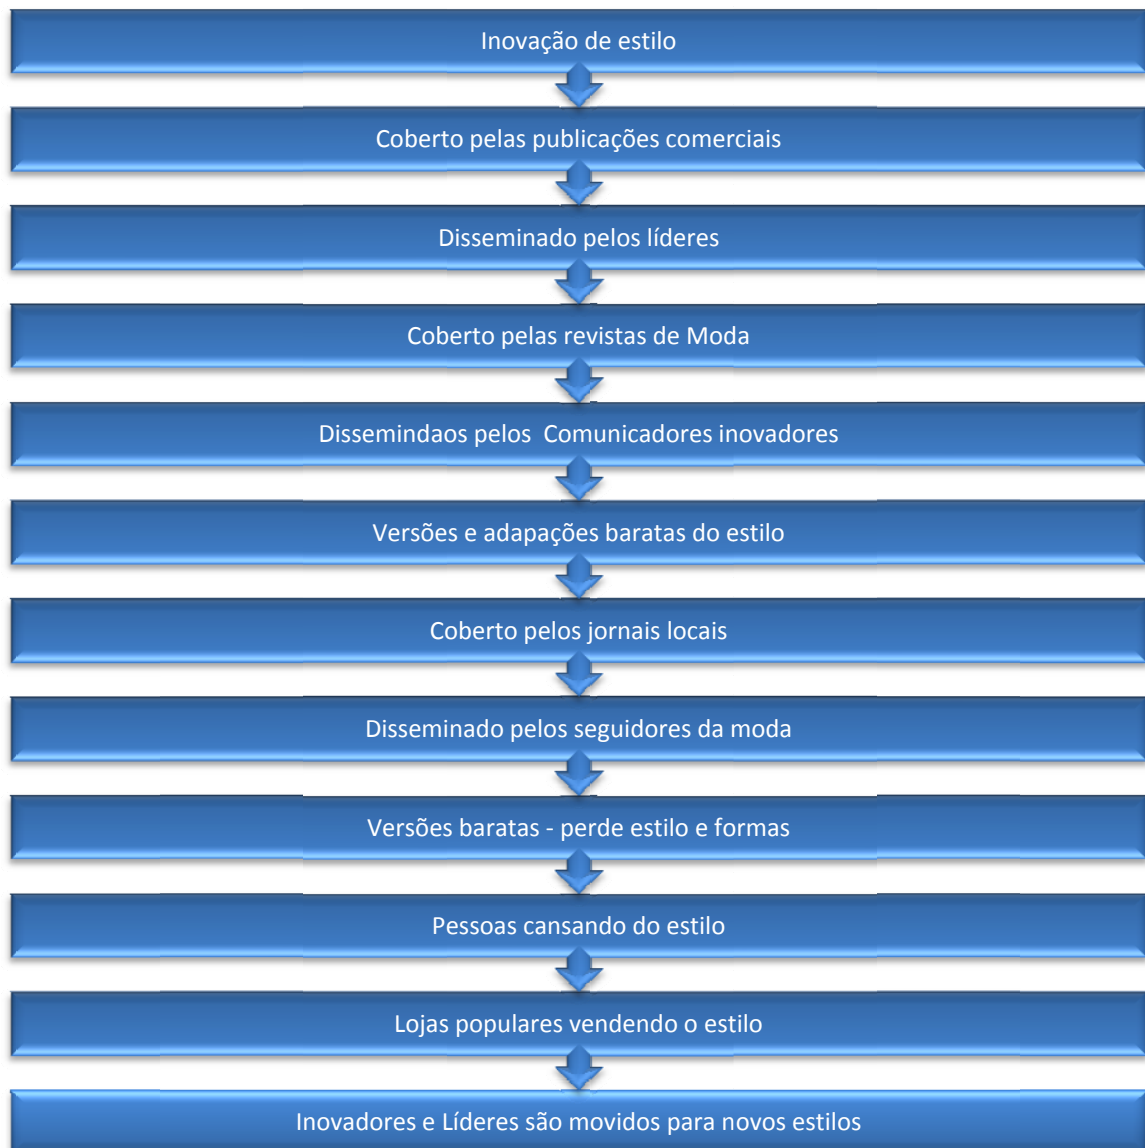 Inovação de estilo
Coberto pelas publicações comerciais
Disseminado pelos líderes
Coberto pelas revistas de Moda
Dissemindaos pelos  Comunicadores inovadores
Versões e adapações baratas do estilo
Coberto pelos jornais locais
Disseminado pelos seguidores da moda
Versões baratas - perde estilo e formas
Pessoas cansando do estilo
Lojas populares vendendo o estilo
Inovadores e Líderes são movidos para novos estilos